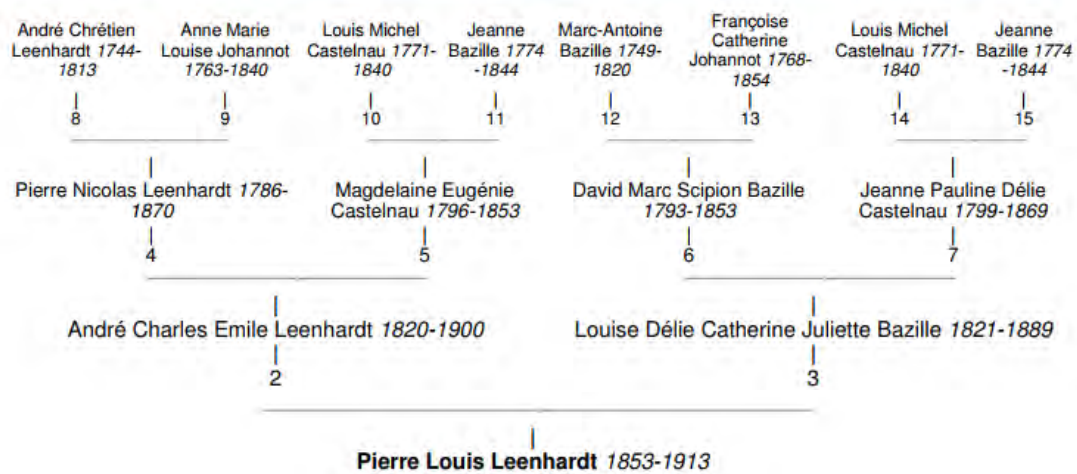 André Chrétien
Leenhardt 1744-
1813
Anne Marie
Louise Johannot
1763-1840
Louis Michel
Castelnau 1771-
1840
Jeanne
Bazille 1774
-1844
Marc-Antoine
Bazille 1749-
1820
Françoise
Catherine
Johannot 1768-
1854
Louis Michel
Castelnau 1771-
1840
Jeanne
Bazille 1774
-1844
8
9
10
11
12
13
14
15
Pierre Nicolas Leenhardt 1786-
1870
Magdelaine Eugénie
Castelnau 1796-1853
David Marc Scipion Bazille
1793-1853
Jeanne Pauline Délie
Castelnau 1799-1869
4
5
6
7
André Charles Emile Leenhardt 1820-1900
Louise Délie Catherine Juliette Bazille 1821-1889
2
3
Pierre Louis Leenhardt 1853-1913